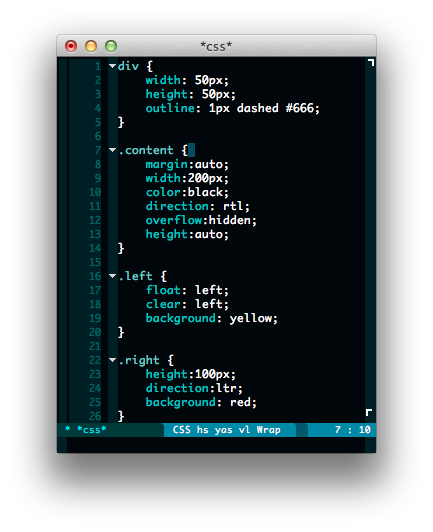 *css*
1 div {
2 width: 50px;
3 height: 50px;
4 outline: 1px dashed #666;
5 }
6
7 .content {
8 margin:auto;
9 width:200px;
10 color:black;
11 direction: rtl;
12 overflow:hidden;
13 height:auto;
14 }
15
16 .left {
17 float: left;
18 clear: left;
19 background: yellow;
20 }
21
22 .right {
23 height:100px;
24 direction:ltr;
25 background: red;
26 }
* *css* CSS hs yas vl Wrap 7 : 10